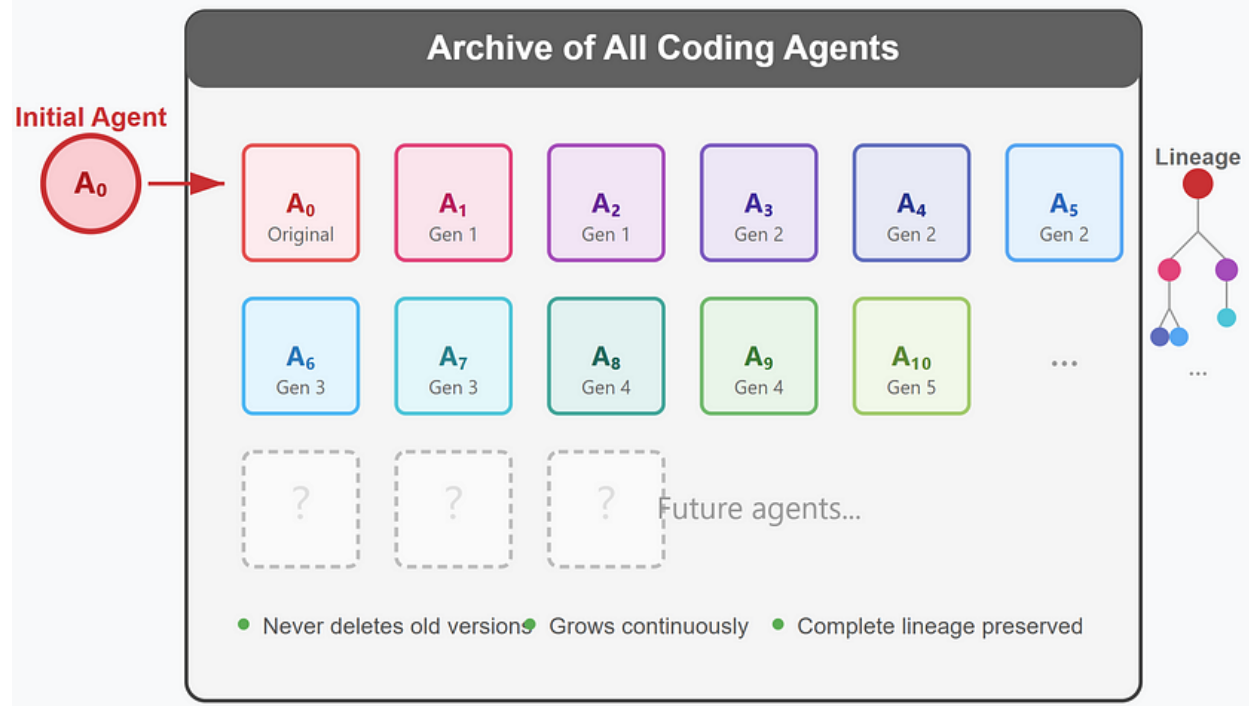 Archive of All Coding Agents
Initial Agent
A₀
A₀
Original
A₁
Gen 1
A₂
Gen 1
A₃
Gen 2
A₄
Gen 2
A₅
Gen 2
Lineage
A₆
Gen 3
A₇
Gen 3
A₈
Gen 4
A₉
Gen 4
A₁₀
Gen 5
...
...
?
?
?
Future agents...
Never deletes old versions
Grows continuously
Complete lineage preserved